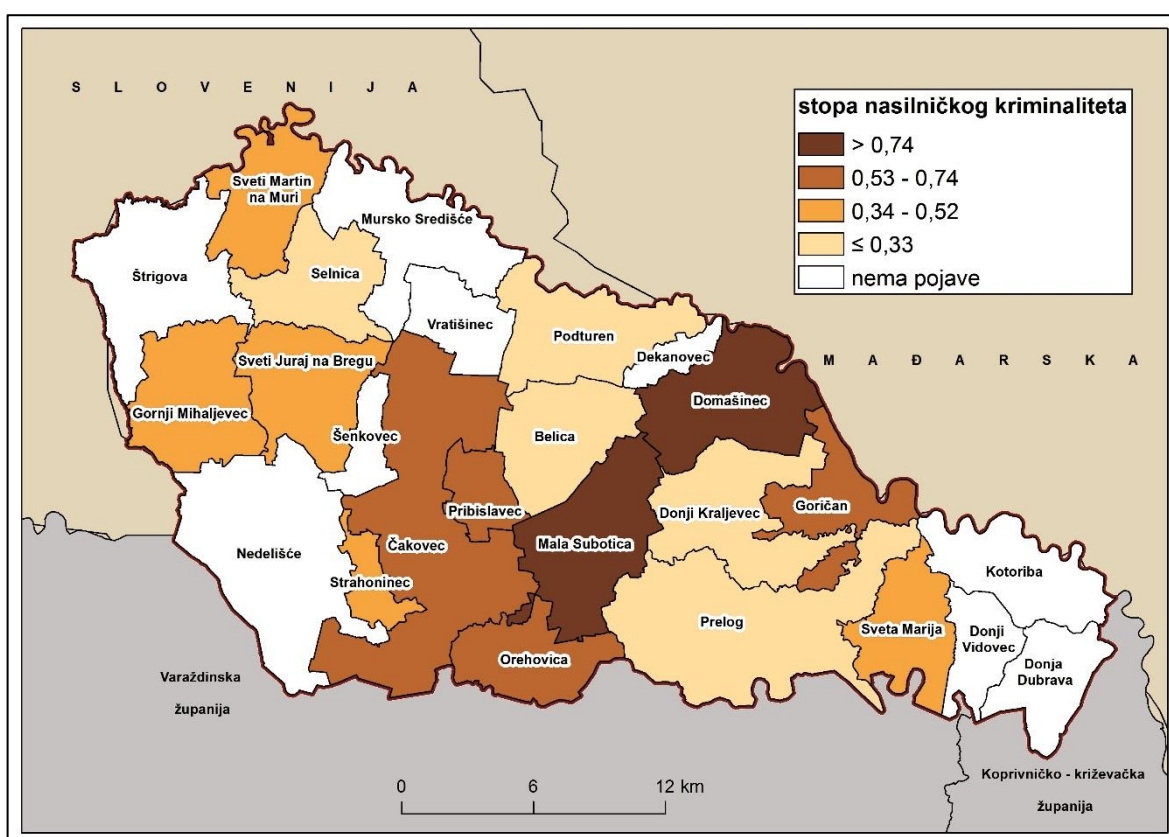 S L O V E N I J A
stopa nasilničkog kriminaliteta
> 0,74
0,53 - 0,74
0,34 - 0,52
≤ 0,33
nema pojave
Sveti Martin
na Muri
Mursko Središće
Štrigova
Selnica
Vratišinec
Podturen
Dekanovec
M A Đ A R S K A
Sveti Juraj na Bregu
Gornji Mihaljevec
Domašinec
Šenkovec
Belica
Pribislavec
Donji Kraljevec
Goričan
Nedelišće
Čakovec
Mala Subotica
Strahoninec
Kotoriba
Prelog
Sveta Marija
Donji
Vidovec
Orehovica
Donja
Dubrava
Varaždinska
županija
0 6 12 km
Koprivničko - križevačka
županija